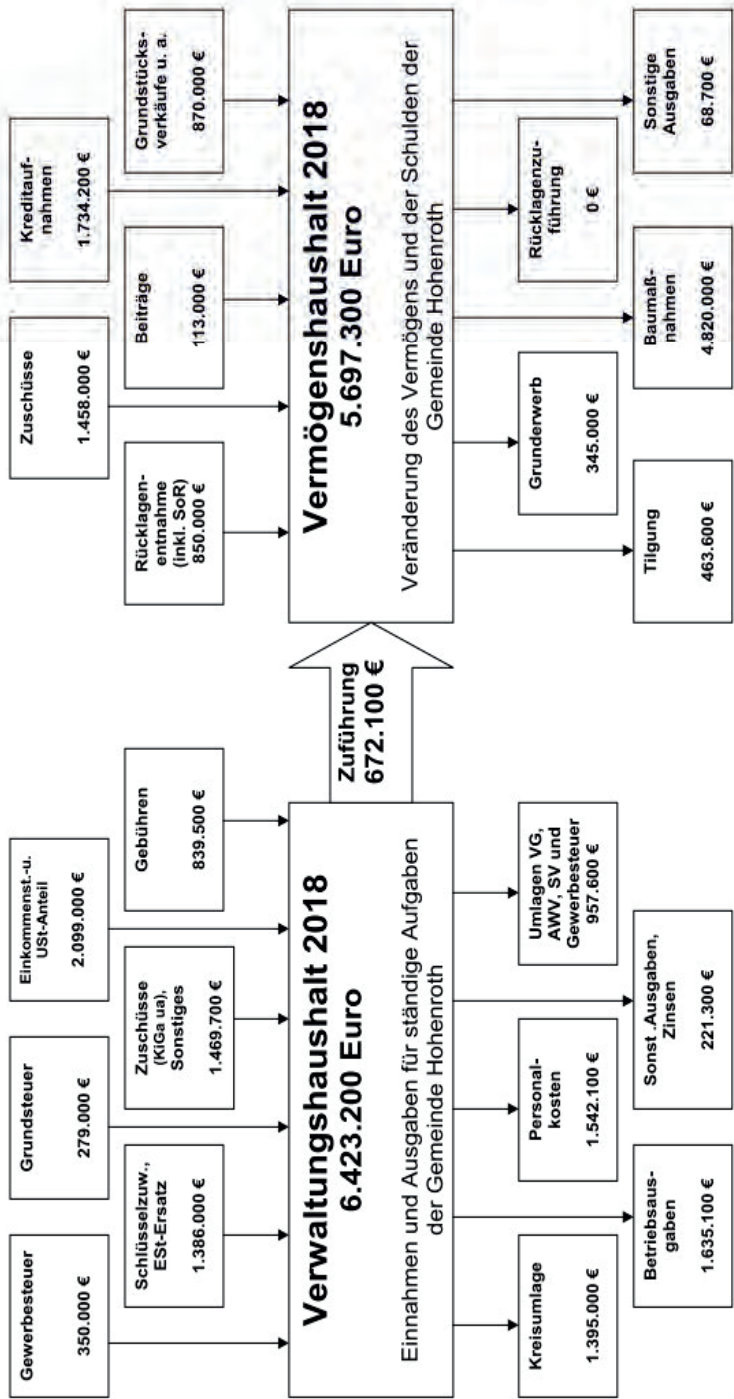 Gewerbesteuer
350.000 €
Grundsteuer
279.000 €
Einkommenst.-u.
USt-Anteil
2.099.000 €
Schlüsselzuw.,
ESt-Ersatz
1.386.000 €
Zuschüsse
(KiGa ua),
Sonstiges
1.469.700 €
Gebühren
839.500 €
Verwaltungshaushalt 2018
6.423.200 Euro
Einnahmen und Ausgaben für ständige Aufgaben
der Gemeinde Hohenroth
Kreisumlage
1.395.000 €
Personal-
kosten
1.542.100 €
Umlagen VG,
AWV, SV und
Gewerbesteuer
957.600 €
Betriebsaus-
gaben
1.635.100 €
Sonst .Ausgaben,
Zinsen
221.300 €
Zuführung
672.100 €
Zuschüsse
1.458.000 €
Kreditauf-
nahmen
1.734.200 €
Rücklagen-
entnahme
(inkl. SoR)
850.000 €
Beiträge
113.000 €
Grundstücks-
verkäufe u. a.
870.000 €
Vermögenshaushalt 2018
5.697.300 Euro
Veränderung des Vermögens und der Schulden der
Gemeinde Hohenroth
Grunderwerb
345.000 €
Rücklagenzu-
führung
0 €
Tilgung
463.600 €
Baumaß-
nahmen
4.820.000 €
Sonstige
Ausgaben
68.700 €